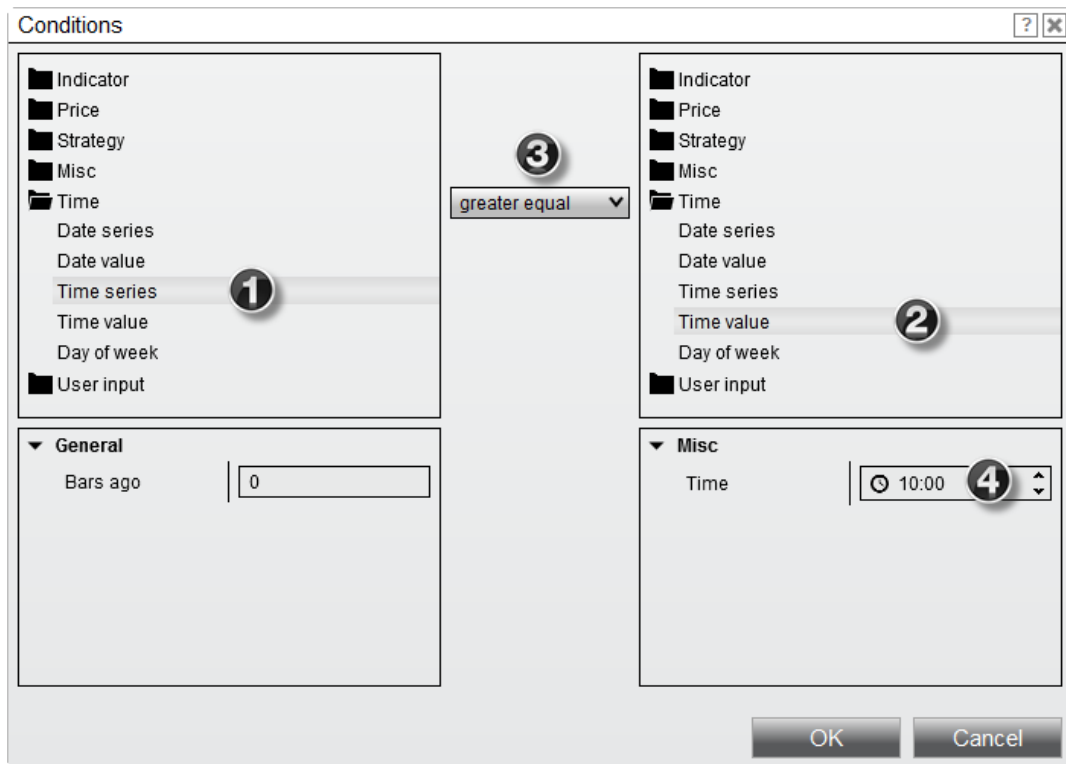 Conditions
?
Indicator
Price
Strategy
Misc
Time
Date series
Date value
Time series
1
Time value
Day of week
User input
3
greater equal
Indicator
Price
Strategy
Misc
Time
Date series
Date value
Time series
Time value
2
Day of week
User input
General
Bars ago
0
Misc
Time
10:00
4
OK
Cancel